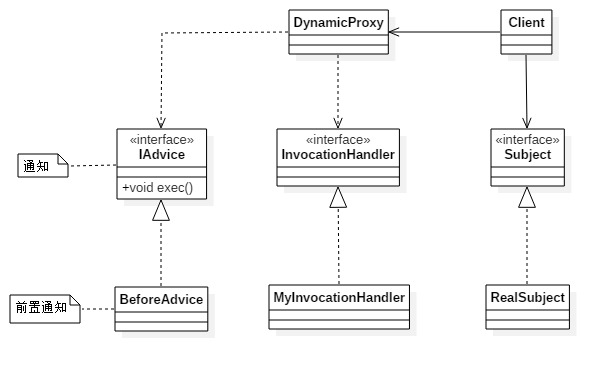 DynamicProxy
Client
«interface»
IAdvice
+void exec()
«interface»
InvocationHandler
«interface»
Subject
通知
BeforeAdvice
MyInvocationHandler
RealSubject
前置通知